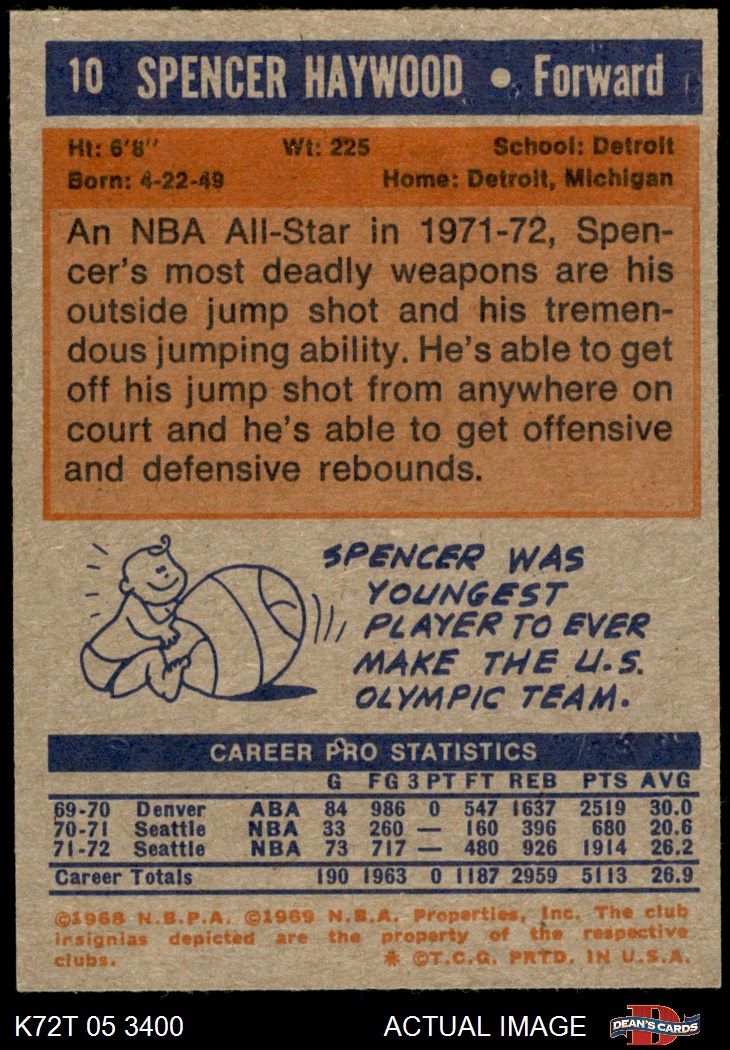 10 SPENCER HAYWOOD • Forward
Ht: 6'8" Wt: 225 School: Detroit
Born: 4-22-49 Home: Detroit, Michigan
An NBA All-Star in 1971-72, Spen-
cer's most deadly weapons are his
outside jump shot and his tremen-
dous jumping ability. He's able to get
off his jump shot from anywhere on
court and he's able to get offensive
and defensive rebounds.
SPENCER WAS
YOUNGEST
PLAYER TO EVER
MAKE THE U.S.
OLYMPIC TEAM.
CAREER PRO STATISTICS
G FG 3 PT FT REB PTS AVG
69-70 Denver ABA 84 986 0 547 1637 2519 30.0
70-71 Seattle NBA 33 260 — 160 396 680 20.6
71-72 Seattle NBA 73 717 — 480 926 1914 26.2
Career Totals 190 1963 0 1187 2959 5113 26.9
©1968 N.B.P.A. ©1969 N.B.A. Properties, Inc. The club
insignias depicted are the property of the respective
clubs. * ©T.C.G. PRTD. IN U.S.A.
K72T 05 3400 ACTUAL IMAGE DEAN'S CARDS